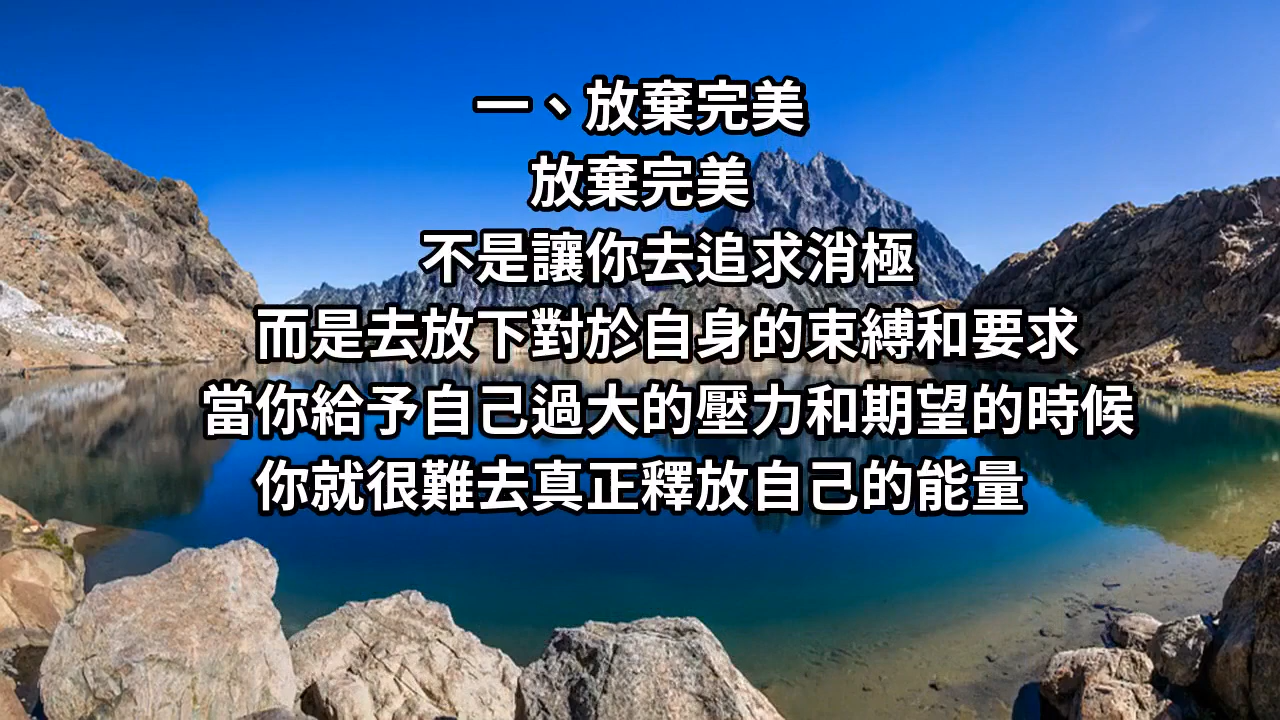 一、放棄完美
放棄完美
不是讓你去追求消極
而是去放下對於自身的束縛和要求
當你給予自己過大的壓力和期望的時候
你就很難去真正釋放自己的能量